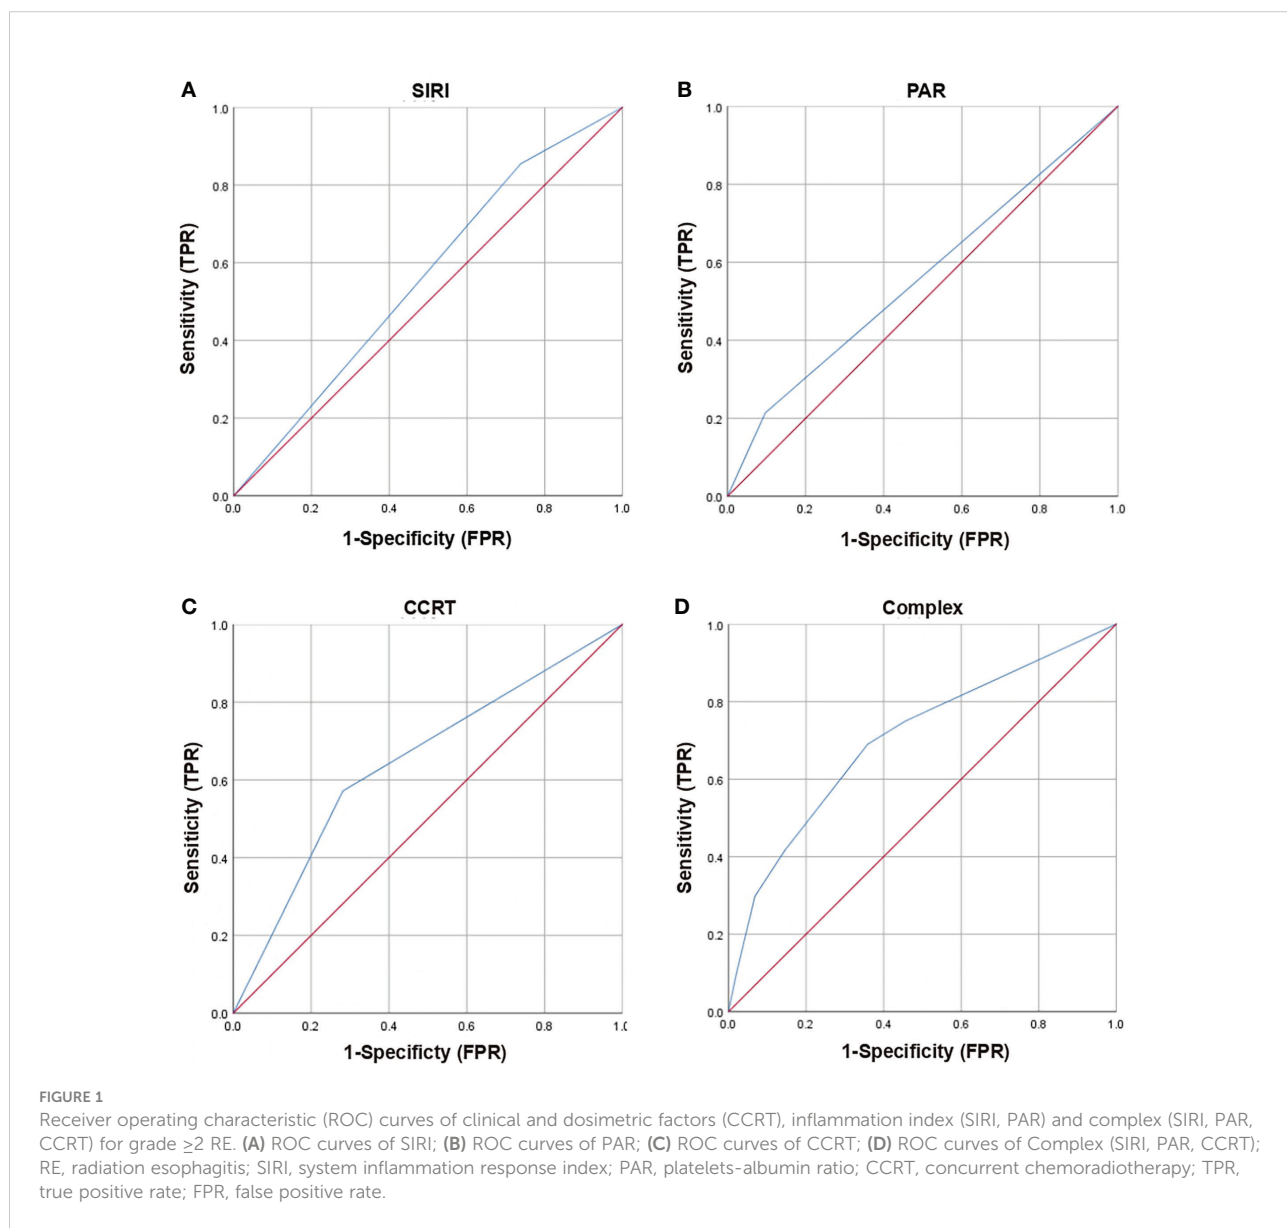 A
SIRI
1.0
0.8
0.6
0.4
0.2
0.0
0.0 0.2 0.4 0.6 0.8 1.0
Sensitivity (TPR)
1-Specificity (FPR)
B
PAR
1.0
0.8
0.6
0.4
0.2
0.0
0.0 0.2 0.4 0.6 0.8 1.0
Sensitivity (TPR)
1-Specificity (FPR)
C
CCRT
1.0
0.8
0.6
0.4
0.2
0.0
0.0 0.2 0.4 0.6 0.8 1.0
Sensiticity (TPR)
1-Specificty (FPR)
D
Complex
1.0
0.8
0.6
0.4
0.2
0.0
0.0 0.2 0.4 0.6 0.8 1.0
Sensitivity (TPR)
1-Specificity (FPR)
FIGURE 1
Receiver operating characteristic (ROC) curves of clinical and dosimetric factors (CCRT), inflammation index (SIRI, PAR) and complex (SIRI, PAR,
CCRT) for grade ≥2 RE. (A) ROC curves of SIRI; (B) ROC curves of PAR; (C) ROC curves of CCRT; (D) ROC curves of Complex (SIRI, PAR, CCRT);
RE, radiation esophagitis; SIRI, system inflammation response index; PAR, platelets-albumin ratio; CCRT, concurrent chemoradiotherapy; TPR,
true positive rate; FPR, false positive rate.